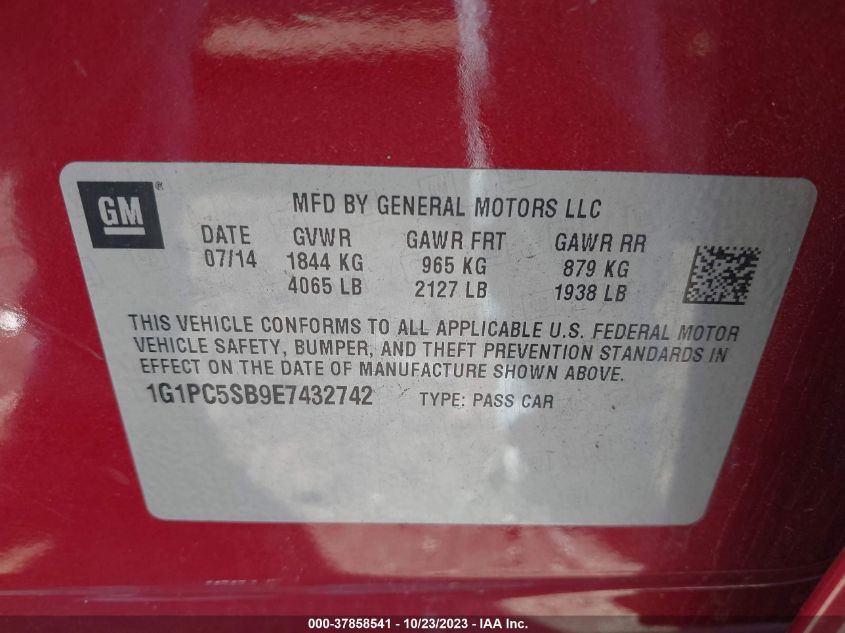 GM®
MFD BY GENERAL MOTORS LLC
DATE GVWR GAWR FRT GAWR RR
07/14 1844 KG 965 KG 879 KG
4065 LB 2127 LB 1938 LB
THIS VEHICLE CONFORMS TO ALL APPLICABLE U.S. FEDERAL MOTOR
VEHICLE SAFETY, BUMPER, AND THEFT PREVENTION STANDARDS IN
EFFECT ON THE DATE OF MANUFACTURE SHOWN ABOVE.
1G1PC5SB9E7432742 TYPE: PASS CAR
000-37858541 - 10/23/2023 - IAAI.com